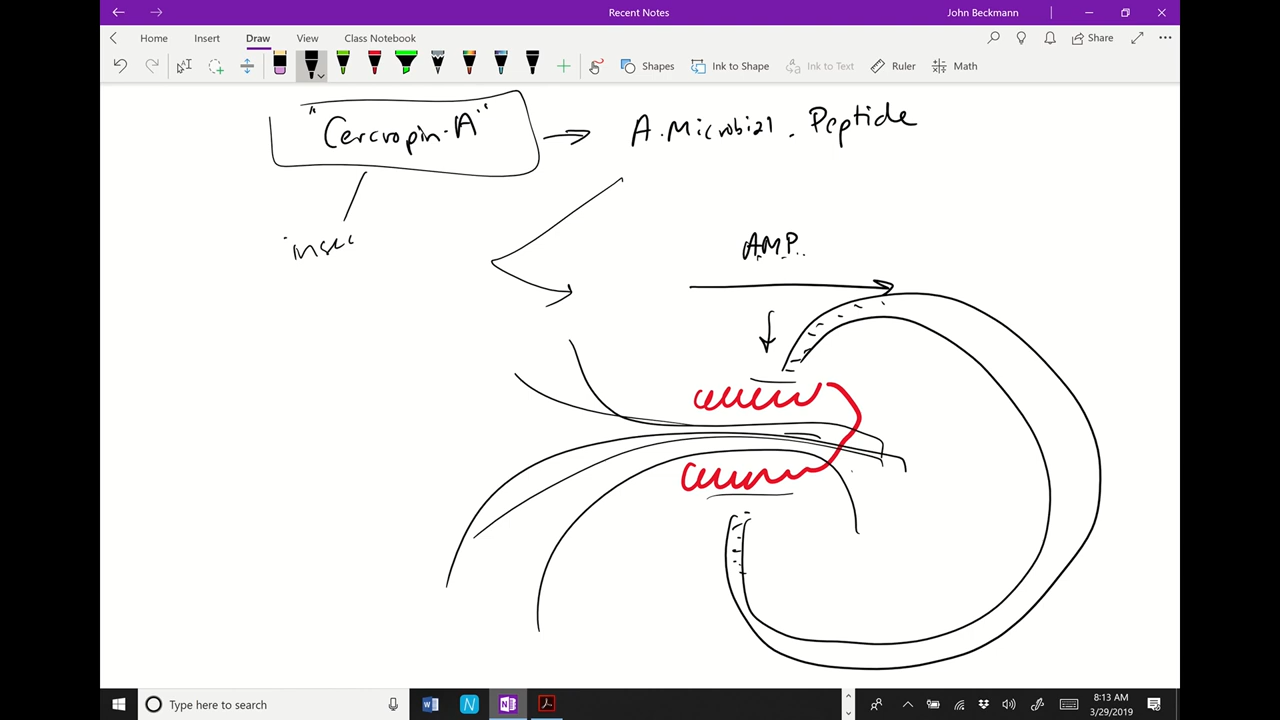 Recent Notes
John Beckmann
Home Insert Draw View Class Notebook
Share
Shapes Ink to Shape Ink to Text Ruler Math
"Cercropin-A" A.Microbial. Peptide
insec
AMP
Type here to search
8:13 AM
3/29/2019